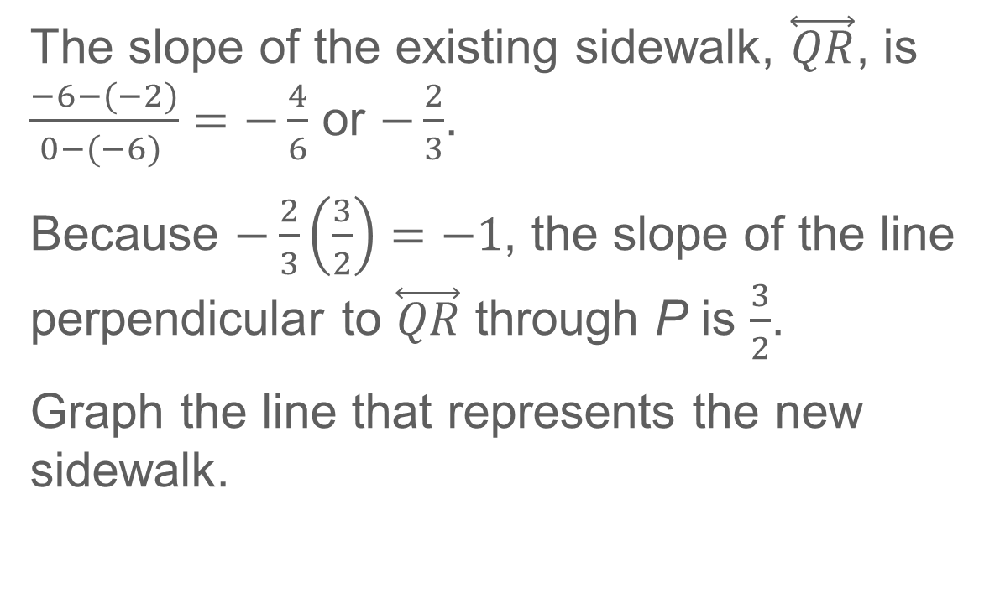 The slope of the existing sidewalk, $\overleftrightarrow{QR}$, is
$\frac{-6-(-2)}{0-(-6)} = -\frac{4}{6}$ or $-\frac{2}{3}$.
Because $-\frac{2}{3}\left(\frac{3}{2}\right) = -1$, the slope of the line
perpendicular to $\overleftrightarrow{QR}$ through P is $\frac{3}{2}$.
Graph the line that represents the new
sidewalk.